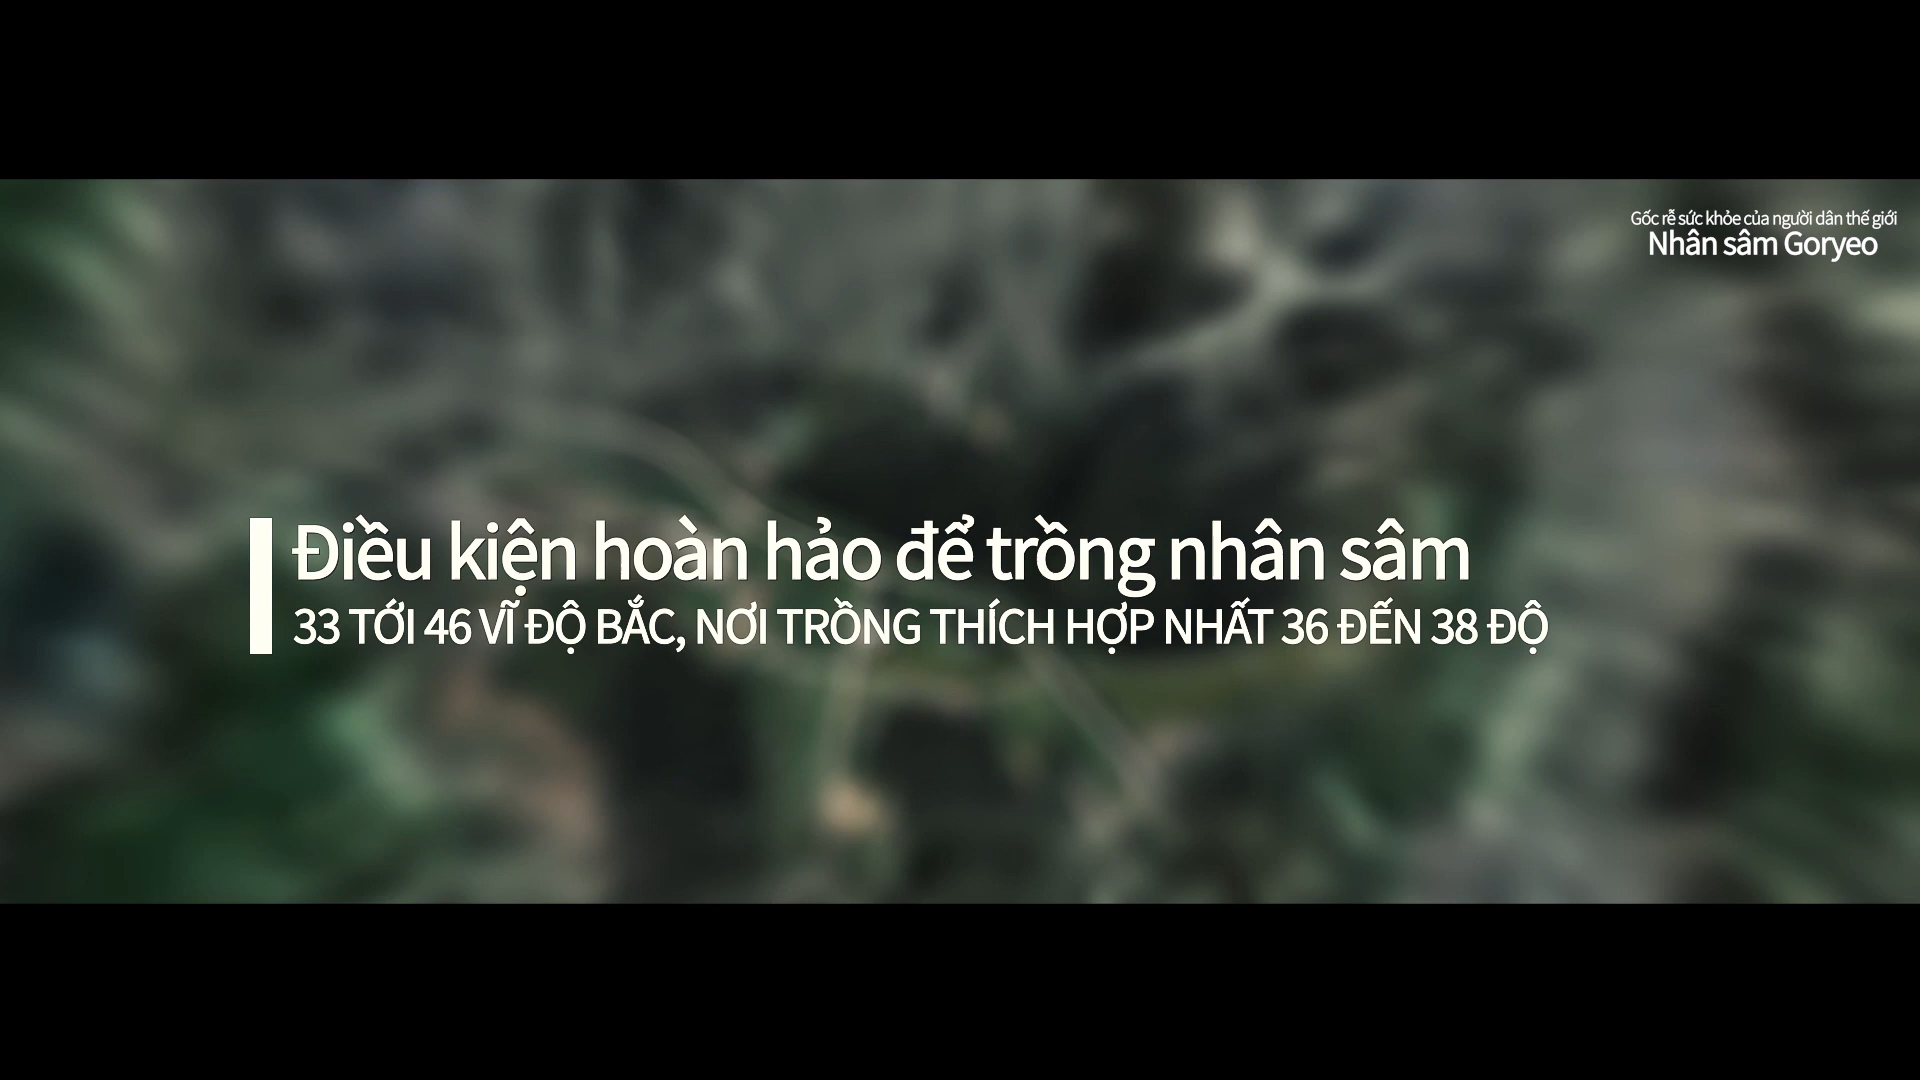 Gốc rễ sức khỏe của người dân thế giới
Nhân sâm Goryeo
Điều kiện hoàn hảo để trồng nhân sâm
33 TỚI 46 VĨ ĐỘ BẮC, NƠI TRỒNG THÍCH HỢP NHẤT 36 ĐẾN 38 ĐỘ